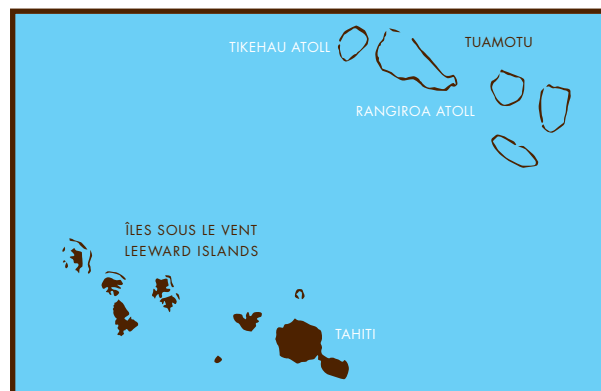 TIKEHAU ATOLL
TUAMOTU
RANGIROA ATOLL
ÎLES SOUS LE VENT
LEEWARD ISLANDS
TAHITI